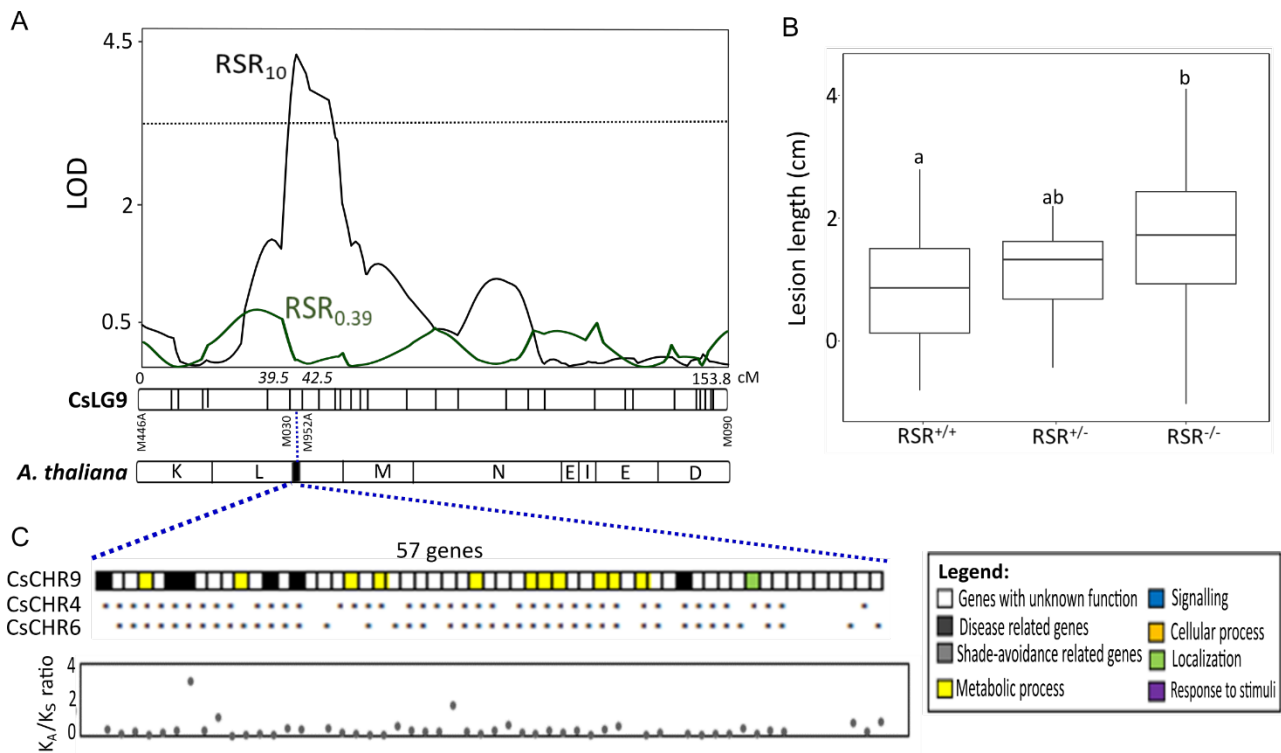 A
4.5
RSR10
LOD
2
RSR0.39
0.5
0
39.5
42.5
153.8
cM
CsLG9
M446A
M030
M952A
M090
A. thaliana
K
L
M
N
E
I
E
D
B
Lesion length (cm)
4
2
0
a
ab
b
RSR+/+
RSR+/-
RSR-/-
C
57 genes
CsCHR9
CsCHR4
CsCHR6
KA/KS ratio
4
2
0
Legend:
Genes with unknown function
Disease related genes
Shade-avoidance related genes
Metabolic process
Signalling
Cellular process
Localization
Response to stimuli